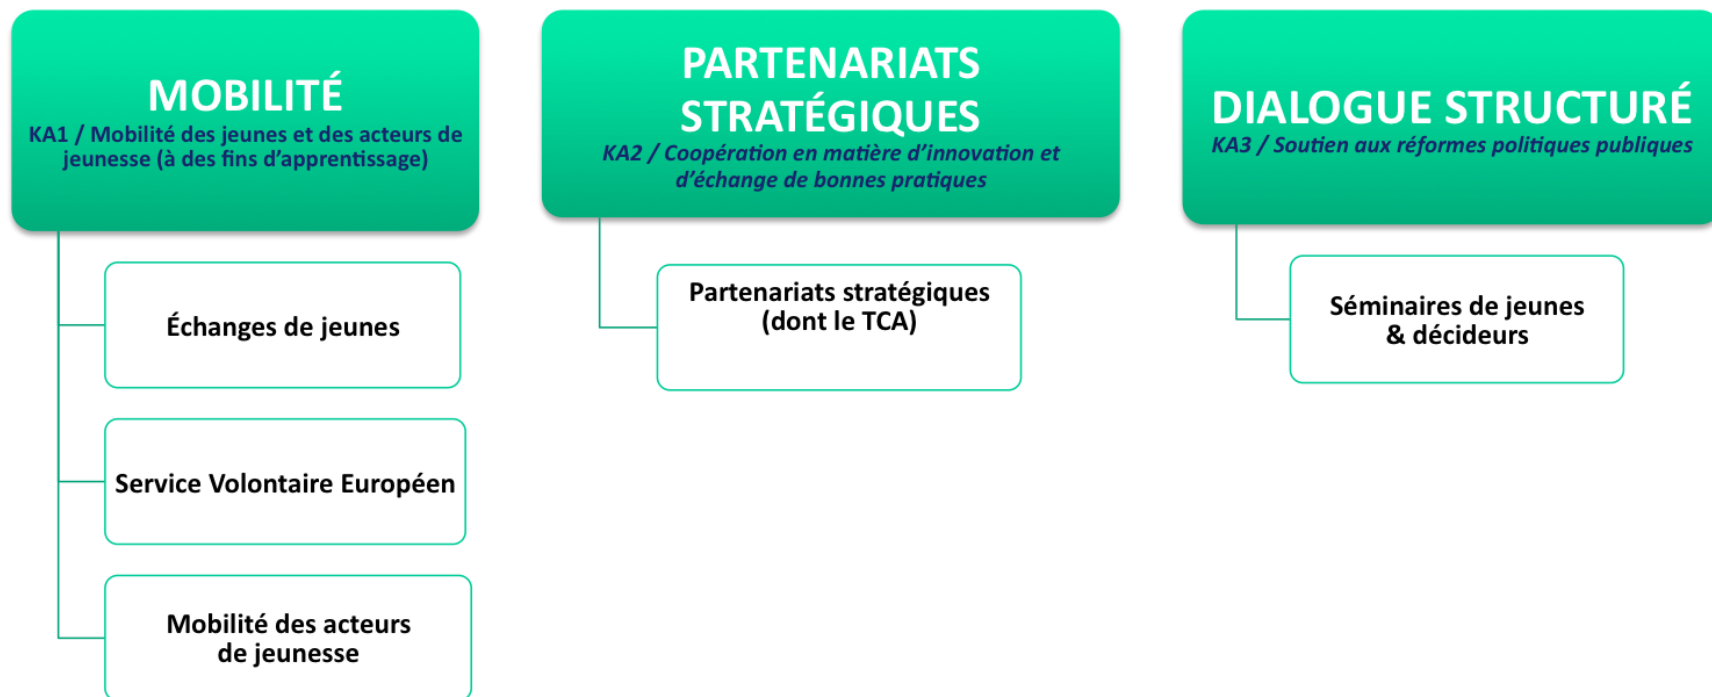 MOBILITÉ
KA1 / Mobilité des jeunes et des acteurs de
jeunesse (à des fins d’apprentissage)
Échanges de jeunes
Service Volontaire Européen
Mobilité des acteurs
de jeunesse
PARTENARIATS
STRATÉGIQUES
KA2 / Coopération en matière d’innovation et
d’échange de bonnes pratiques
Partenariats stratégiques
(dont le TCA)
DIALOGUE STRUCTURÉ
KA3 / Soutien aux réformes politiques publiques
Séminaires de jeunes
& décideurs